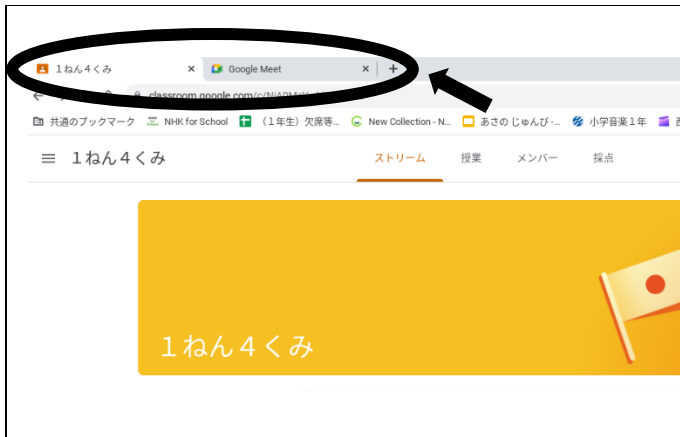 １ねん４くみ
Google Meet
classroom.google.com/c/
共通のブックマーク NHK for School （１年生）欠席等... New Collection - N... あさの じゅんび -... 小学音楽１年
１ねん４くみ ストリーム 授業 メンバー 採点
１ねん４くみ